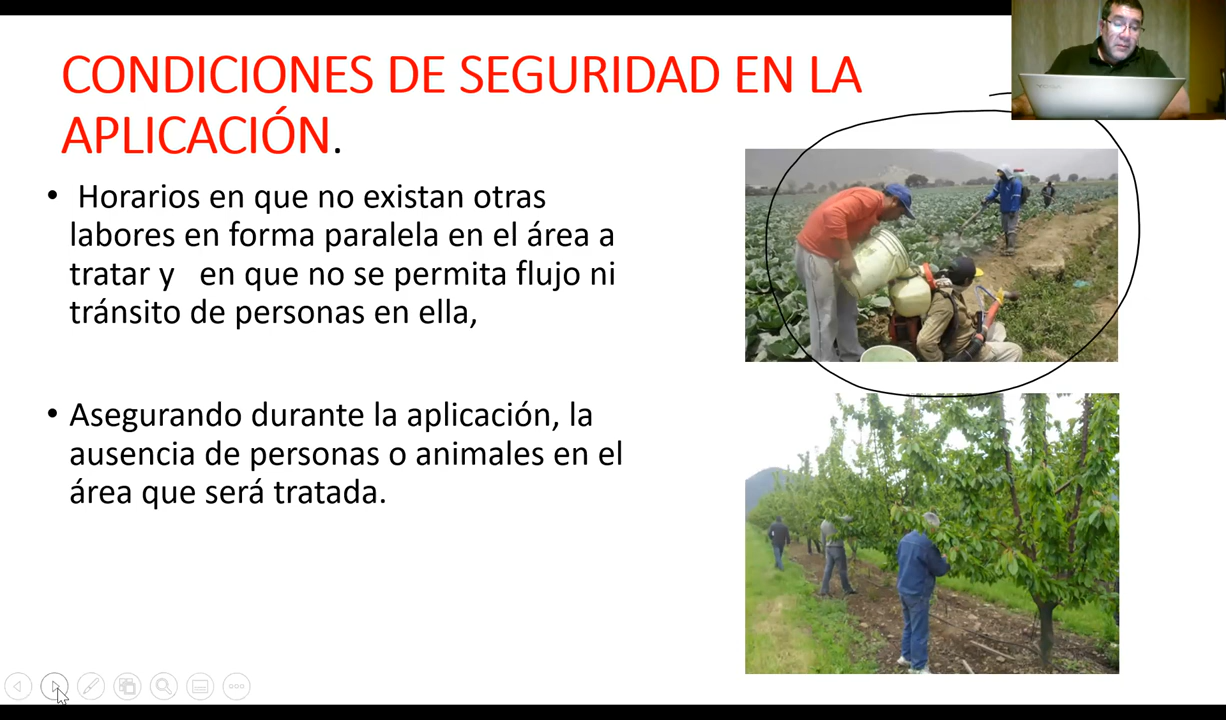 CONDICIONES DE SEGURIDAD EN LA
APLICACIÓN.
• Horarios en que no existan otras
labores en forma paralela en el área a
tratar y en que no se permita flujo ni
tránsito de personas en ella,
• Asegurando durante la aplicación, la
ausencia de personas o animales en el
área que será tratada.